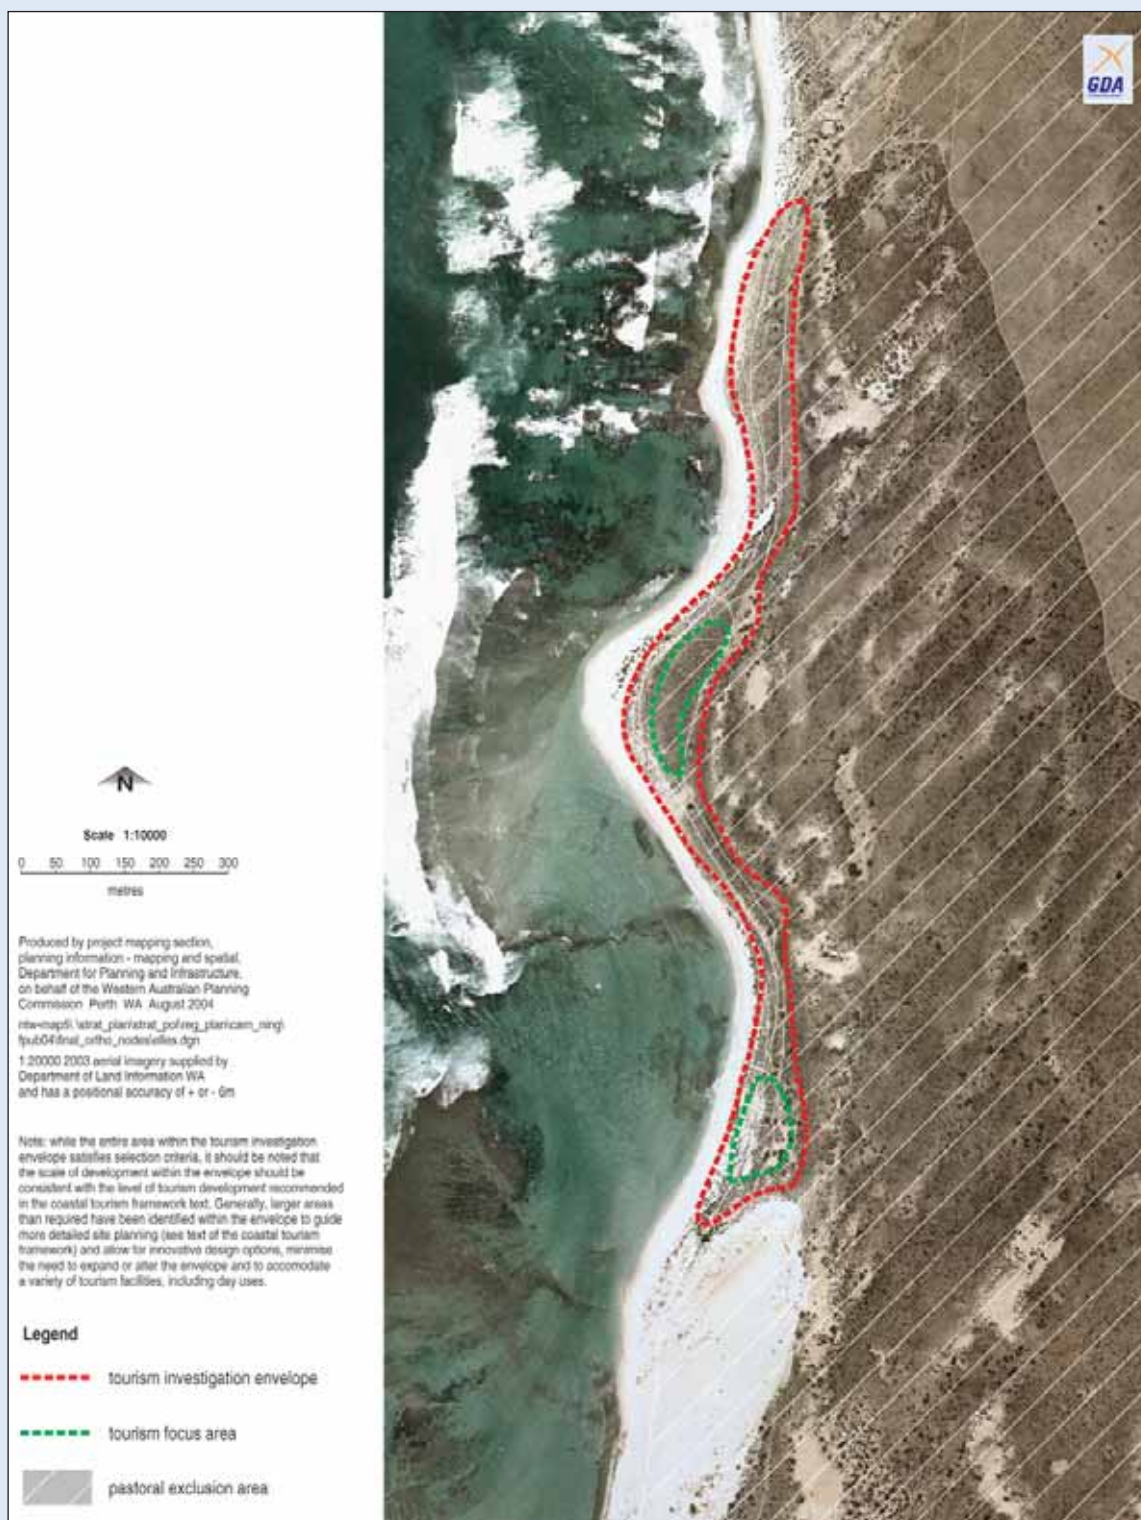 GDA
N
Scale 1:10000
0 50 100 150 200 250 300
metres
Produced by project mapping section,
planning information - mapping and spatial,
Department for Planning and Infrastructure,
on behalf of the Western Australian Planning
Commission Perth WA August 2004
1:20000 2003 aerial imagery supplied by
Department of Land Information WA
and has a positional accuracy of + or - 6m
Note: while the entire area within the tourism investigation
envelope satisfies selection criteria, it should be noted that
the scale of development within the envelope should be
consistent with the level of tourism development recommended
in the coastal tourism framework text. Generally, larger areas
than required have been identified within the envelope to guide
more detailed site planning (see text of the coastal tourism
framework) and allow for innovative design options, minimise
the need to expand or alter the envelope and to accomodate
a variety of tourism facilities, including day uses.
Legend
tourism investigation envelope
tourism focus area
pastoral exclusion area